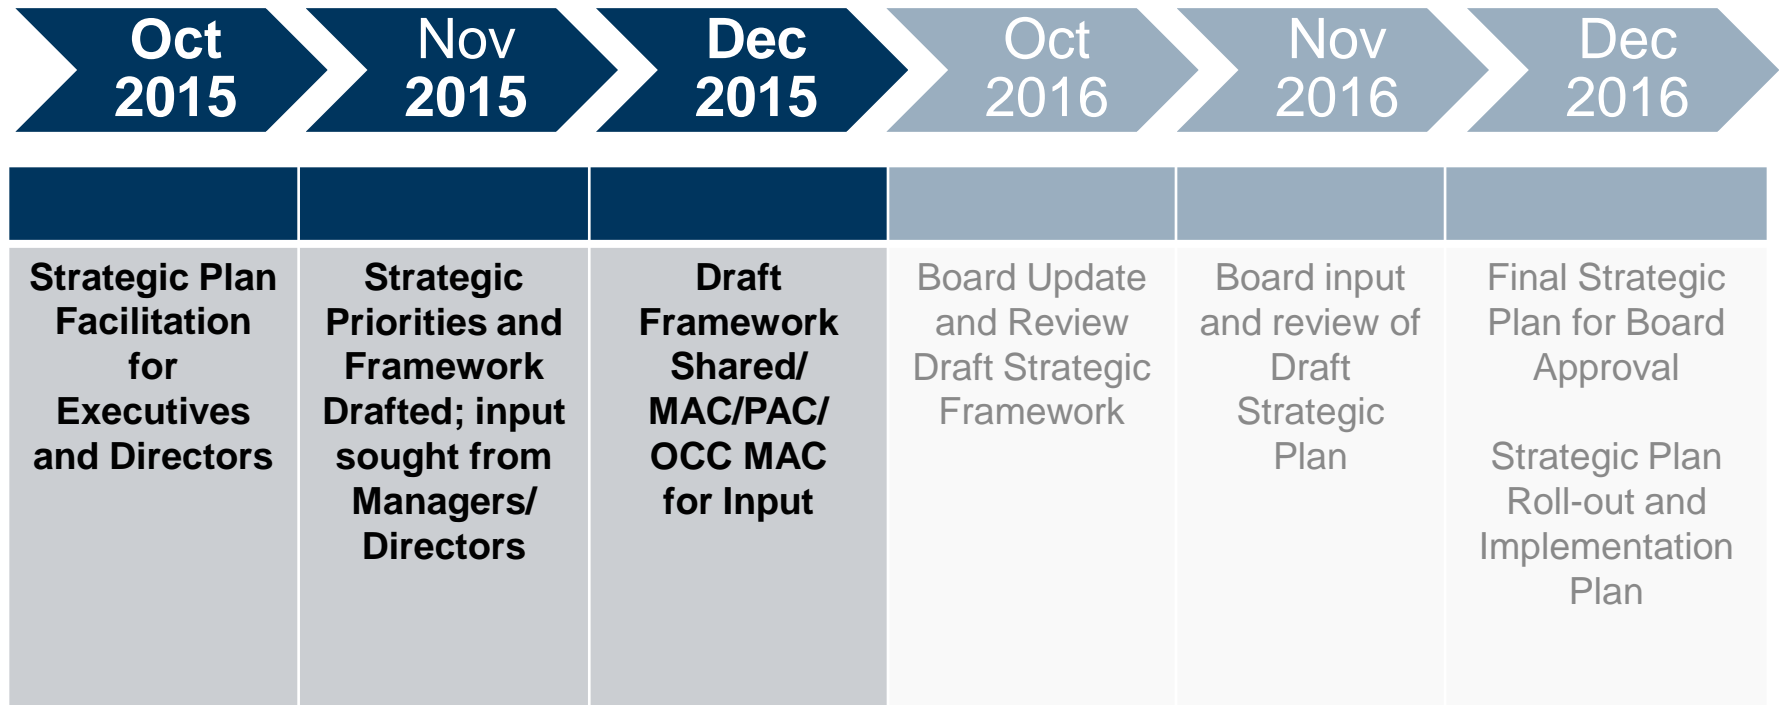 Oct
2015
Nov
2015
Dec
2015
Oct
2016
Nov
2016
Dec
2016
Strategic Plan
Facilitation
for
Executives
and Directors
Strategic
Priorities and
Framework
Drafted; input
sought from
Managers/
Directors
Draft
Framework
Shared/
MAC/PAC/
OCC MAC
for Input
Board Update
and Review
Draft Strategic
Framework
Board input
and review of
Draft
Strategic
Plan
Final Strategic
Plan for Board
Approval
Strategic Plan
Roll-out and
Implementation
Plan